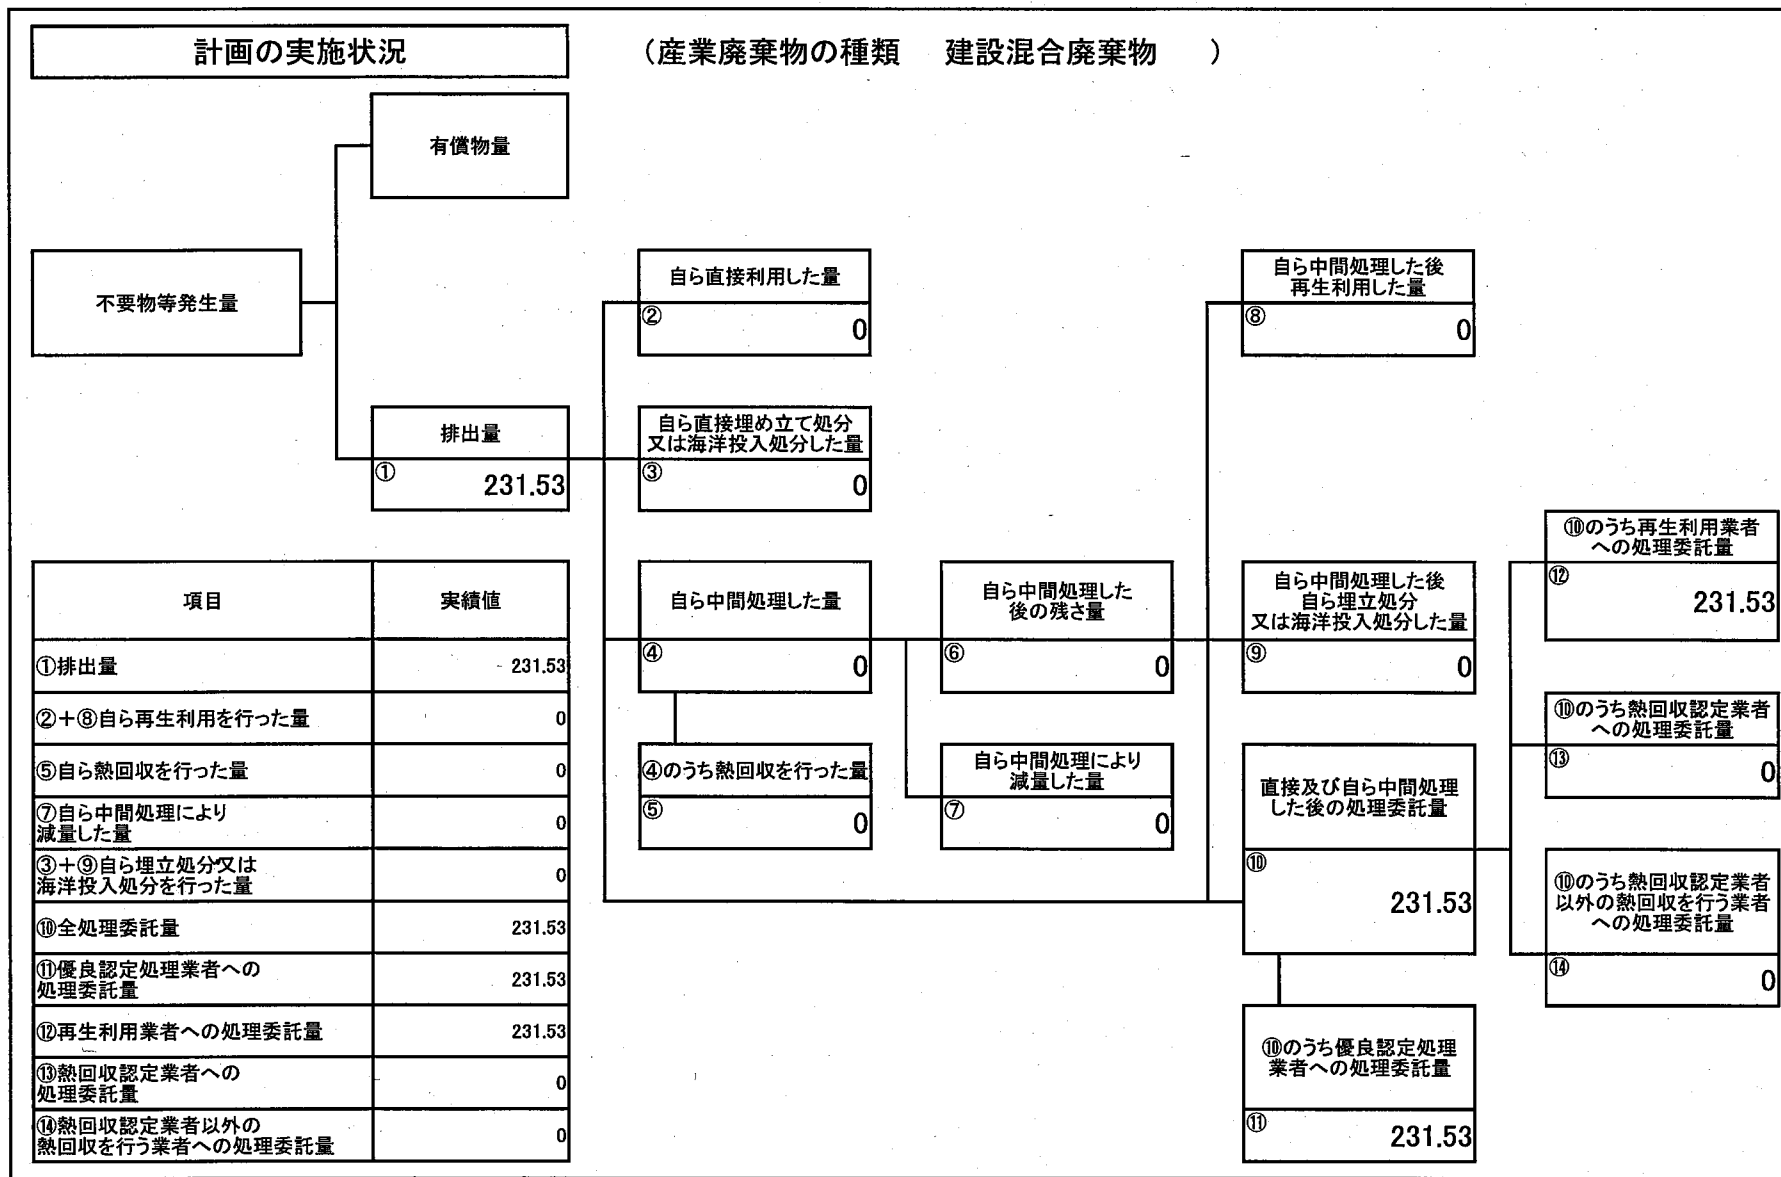 計画の実施状況
（産業廃棄物の種類　建設混合廃棄物　）
有償物量
不要物等発生量
排出量
①
231.53
自ら直接利用した量
②
0
自ら直接埋め立て処分
又は海洋投入処分した量
③
0
自ら中間処理した量
④
0
④のうち熱回収を行った量
⑤
0
自ら中間処理した
後の残さ量
⑥
0
自ら中間処理により
減量した量
⑦
0
自ら中間処理した後
再生利用した量
⑧
0
自ら中間処理した後
自ら埋立処分
又は海洋投入処分した量
⑨
0
直接及び自ら中間処理
した後の処理委託量
⑩
231.53
⑩のうち優良認定処理
業者への処理委託量
⑪
231.53
⑩のうち再生利用業者
への処理委託量
⑫
231.53
⑩のうち熱回収認定業者
への処理委託量
⑬
0
⑩のうち熱回収認定業者
以外の熱回収を行う業者
への処理委託量
⑭
0
項目　実績値
①排出量　231.53
②＋⑧自ら再生利用を行った量　0
⑤自ら熱回収を行った量　0
⑦自ら中間処理により
減量した量　0
③＋⑨自ら埋立処分又は
海洋投入処分を行った量　0
⑩全処理委託量　231.53
⑪優良認定処理業者への
処理委託量　231.53
⑫再生利用業者への処理委託量　231.53
⑬熱回収認定業者への
処理委託量　0
⑭熱回収認定業者以外の
熱回収を行う業者への処理委託量　0